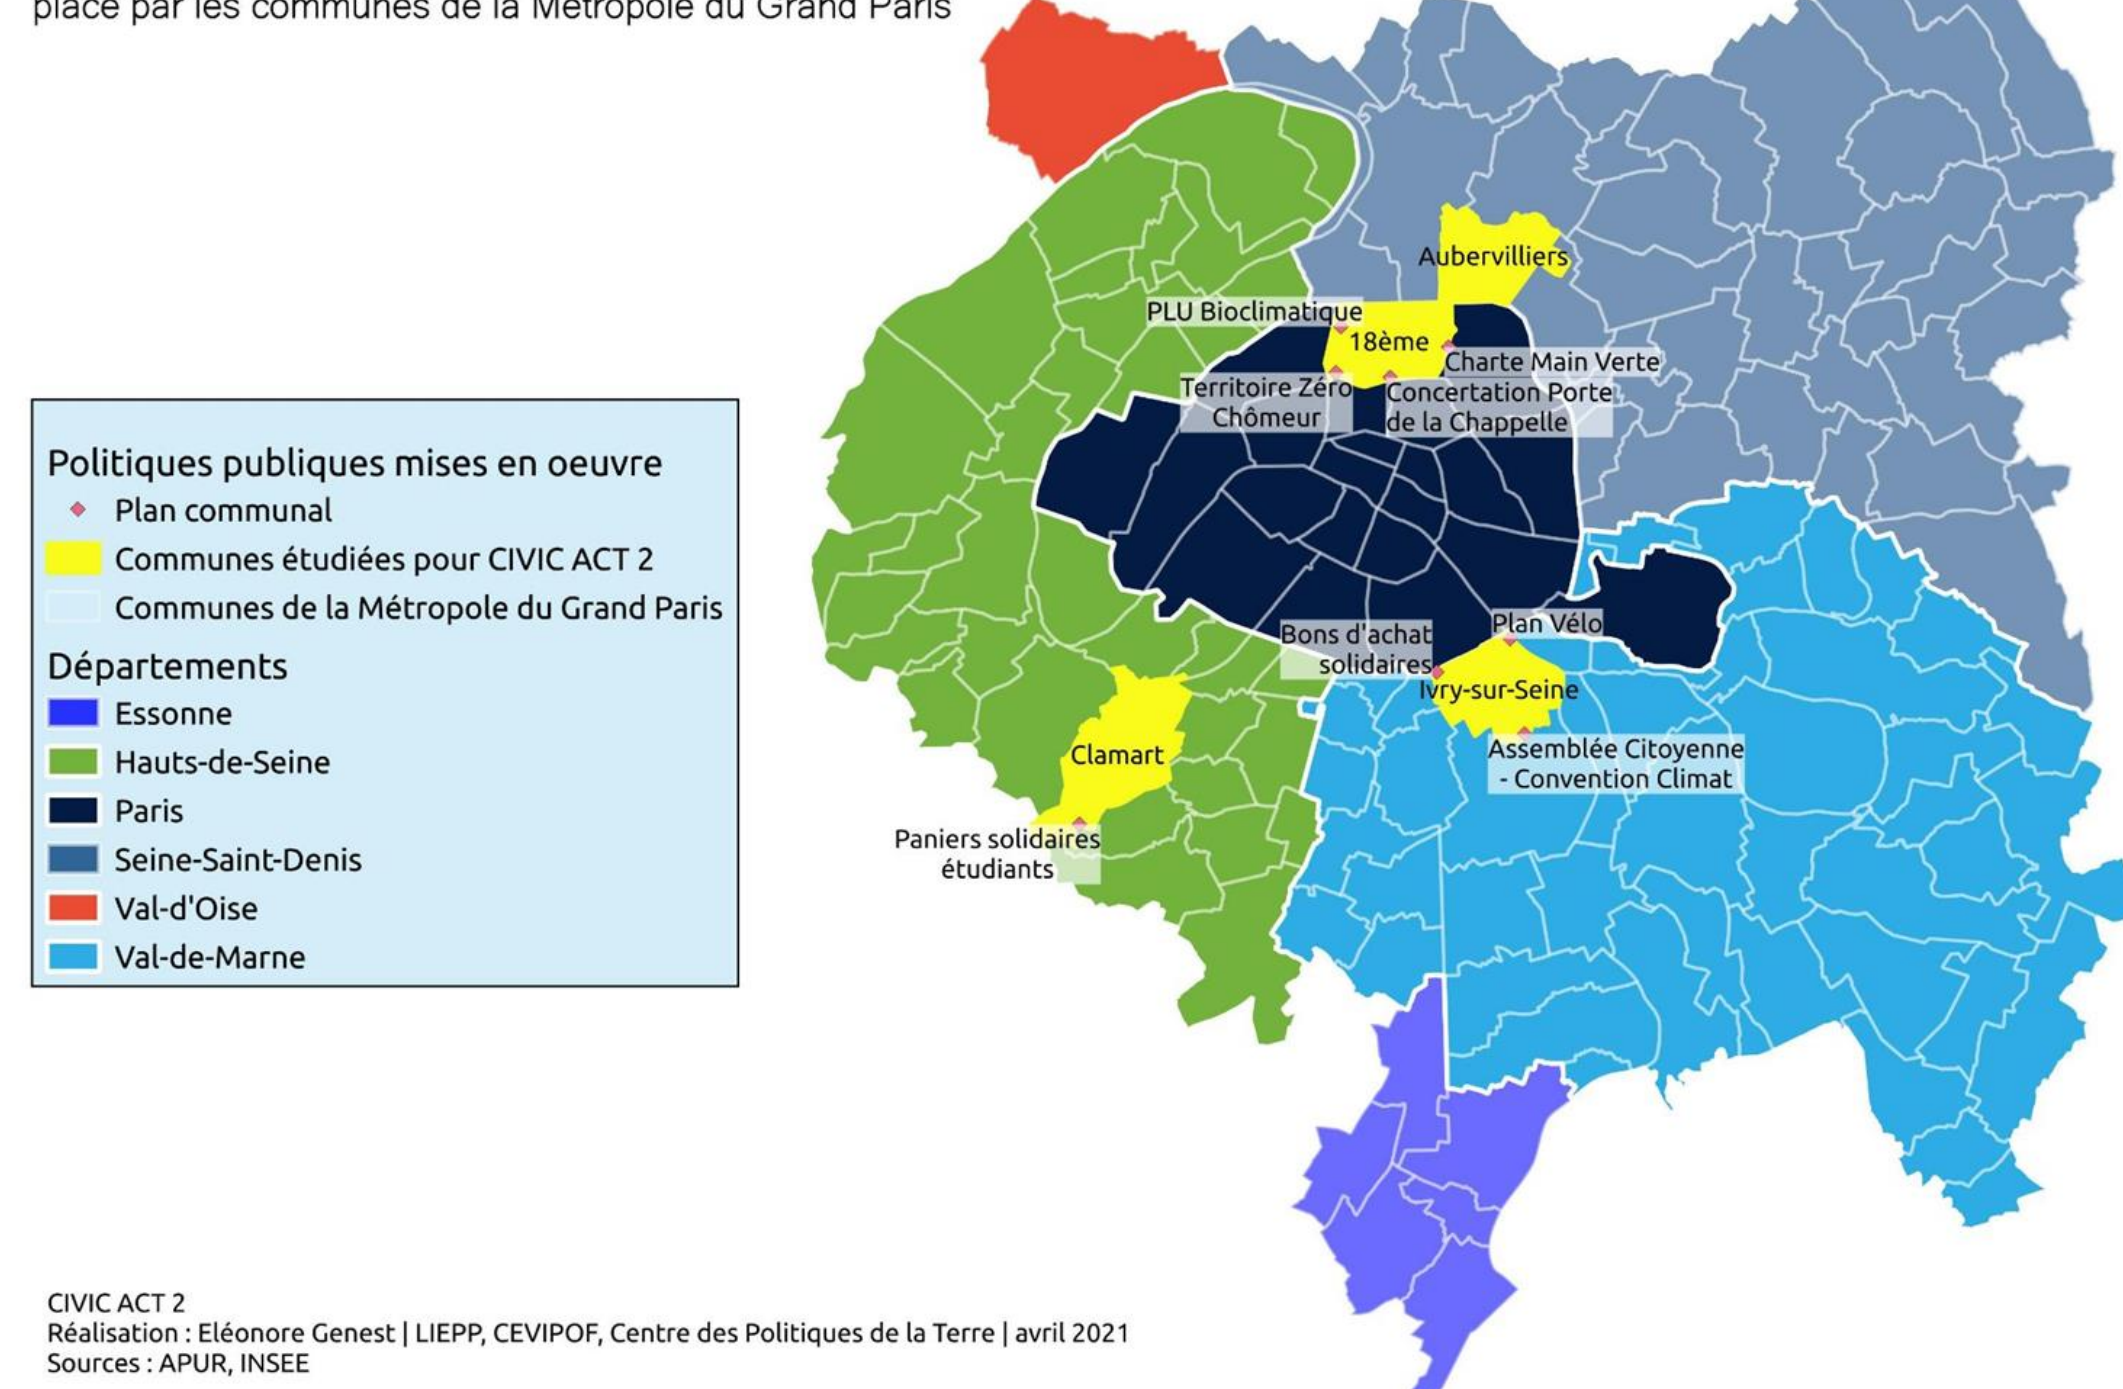 place par les communes de la Métropole du Grand Paris
Aubervilliers
PLU Bioclimatique
18ème
Charte Main Verte
Territoire Zéro
Chômeur
Concertation Porte
de la Chappelle
Politiques publiques mises en oeuvre
Plan communal
Communes étudiées pour CIVIC ACT 2
Communes de la Métropole du Grand Paris
Départements
Essonne
Hauts-de-Seine
Paris
Seine-Saint-Denis
Val-d'Oise
Val-de-Marne
Plan Vélo
Bons d'achat
solidaires
Ivry-sur-Seine
Assemblée Citoyenne
- Convention Climat
Clamart
Paniers solidaires
étudiants
CIVIC ACT 2
Réalisation : Eléonore Genest | LIEPP, CEVIPOF, Centre des Politiques de la Terre | avril 2021
Sources : APUR, INSEE